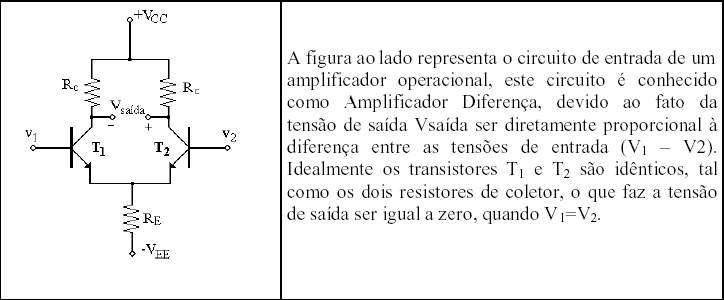 +VCC
Rc
Rc
Vsaída
– +
v1
v2
T1
T2
RE
-VEE
A figura ao lado representa o circuito de entrada de um
amplificador operacional, este circuito é conhecido
como Amplificador Diferença, devido ao fato da
tensão de saída Vsaída ser diretamente proporcional à
diferença entre as tensões de entrada (V1 – V2).
Idealmente os transistores T1 e T2 são idênticos, tal
como os dois resistores de coletor, o que faz a tensão
de saída ser igual a zero, quando V1=V2.